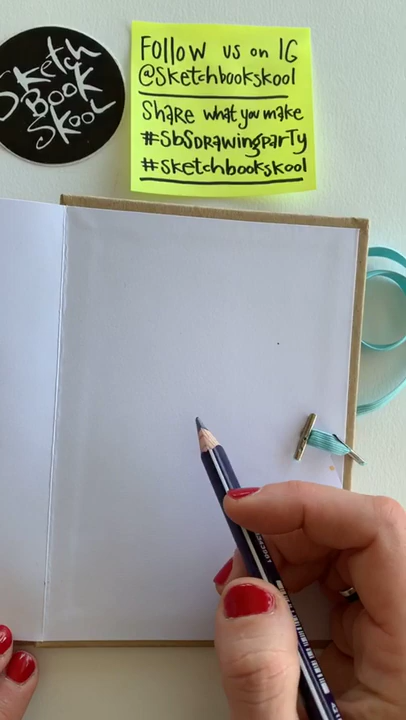 Sketch
Book
Skool
Follow us on IG
@Sketchbookskool
Share what you make
#SbSDrawingParty
#Sketchbookskool